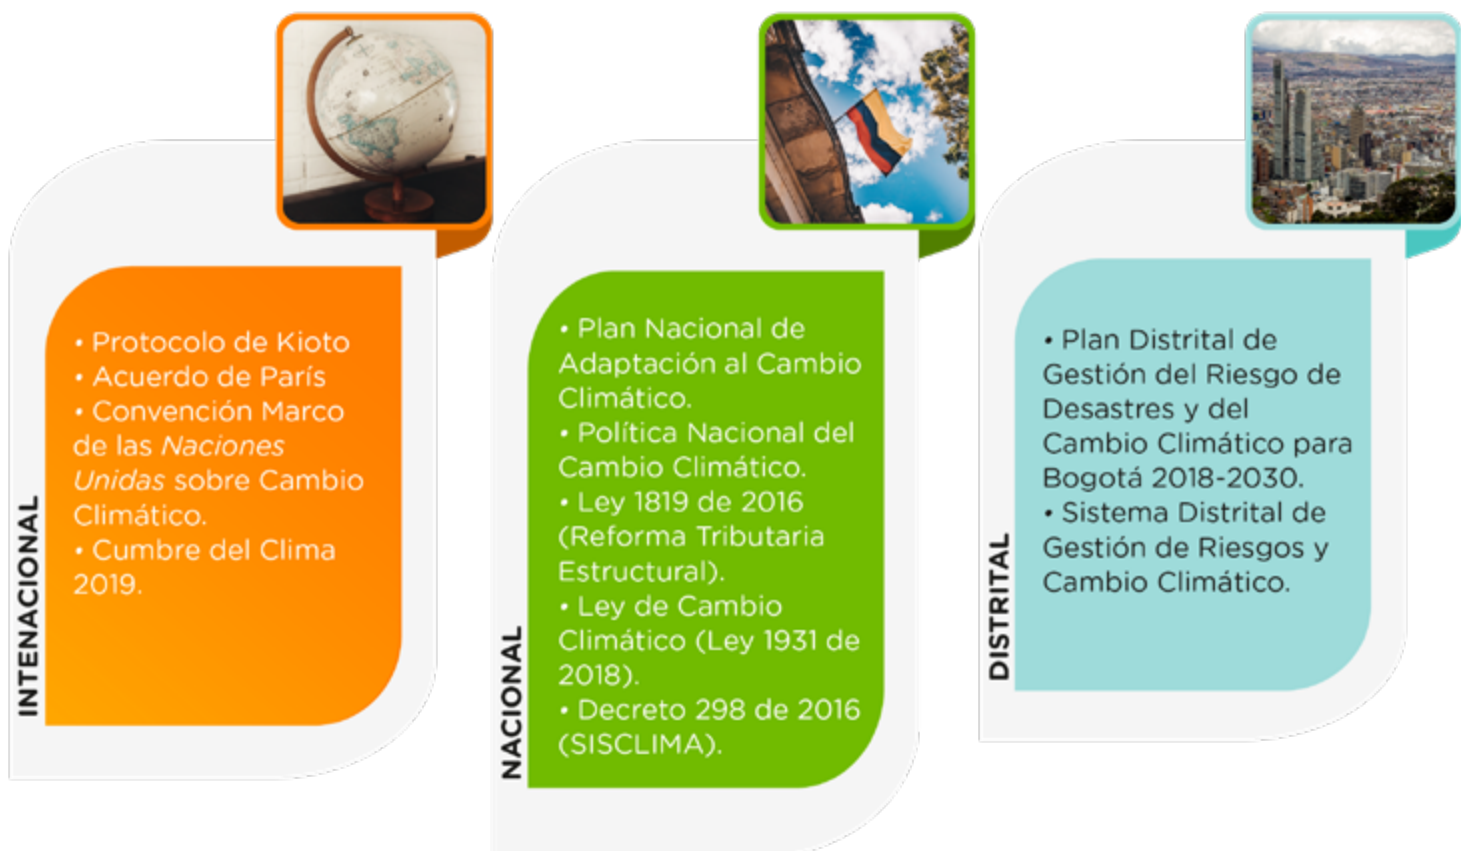 INTENACIONAL
• Protocolo de Kioto
• Acuerdo de París
• Convención Marco
de las Naciones
Unidas sobre Cambio
Climático.
• Cumbre del Clima
2019.
NACIONAL
• Plan Nacional de
Adaptación al Cambio
Climático.
• Política Nacional del
Cambio Climático.
• Ley 1819 de 2016
(Reforma Tributaria
Estructural).
• Ley de Cambio
Climático (Ley 1931 de
2018).
• Decreto 298 de 2016
(SISCLIMA).
DISTRITAL
• Plan Distrital de
Gestión del Riesgo de
Desastres y del
Cambio Climático para
Bogotá 2018-2030.
• Sistema Distrital de
Gestión de Riesgos y
Cambio Climático.